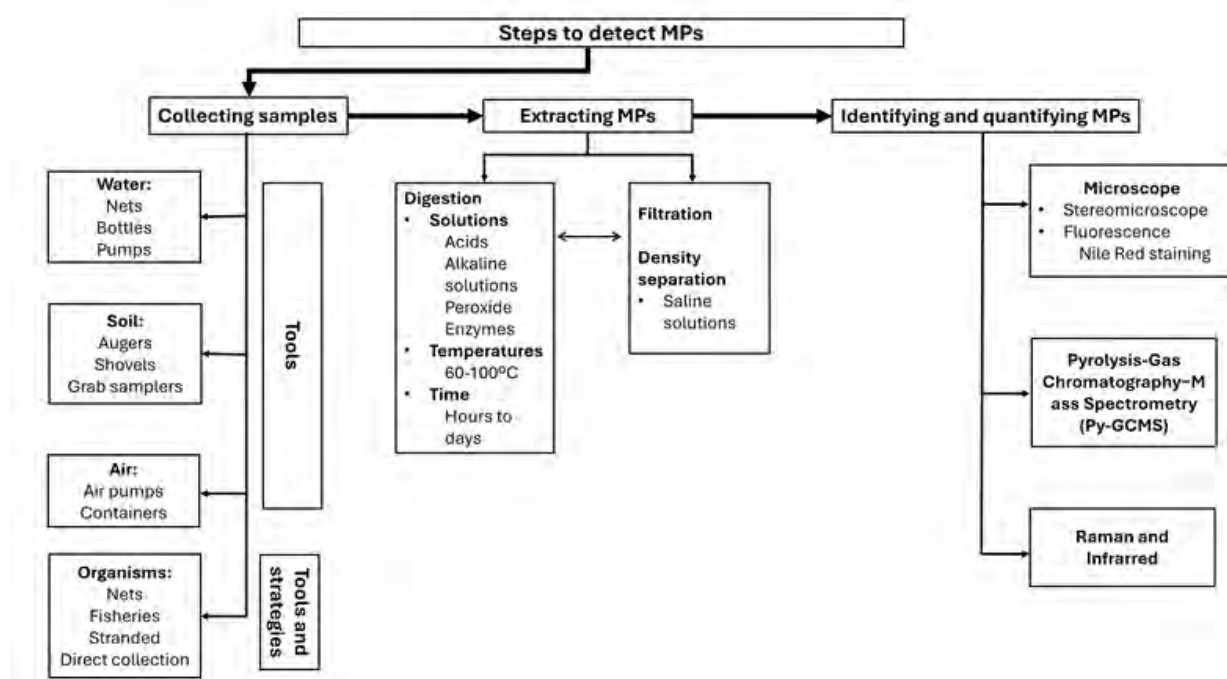 Steps to detect MPs
Collecting samples
Extracting MPs
Identifying and quantifying MPs
Water:
Nets
Bottles
Pumps
Soil:
Augers
Shovels
Grab samplers
Air:
Air pumps
Containers
Organisms:
Nets
Fisheries
Stranded
Direct collection
Tools
Tools and
strategies
Digestion
• Solutions
Acids
Alkaline
solutions
Peroxide
Enzymes
• Temperatures
60-100ºC
• Time
Hours to
days
Filtration
Density
separation
• Saline
solutions
Microscope
• Stereomicroscope
• Fluorescence
Nile Red staining
Pyrolysis-Gas
Chromatography–M
ass Spectrometry
(Py-GCMS)
Raman and
Infrarred